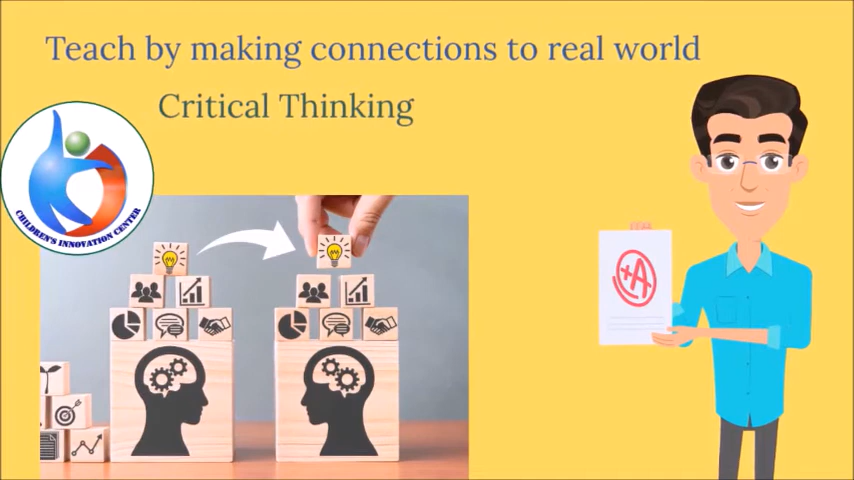 Teach by making connections to real world
Critical Thinking
CHILDREN'S INNOVATION CENTER
+A